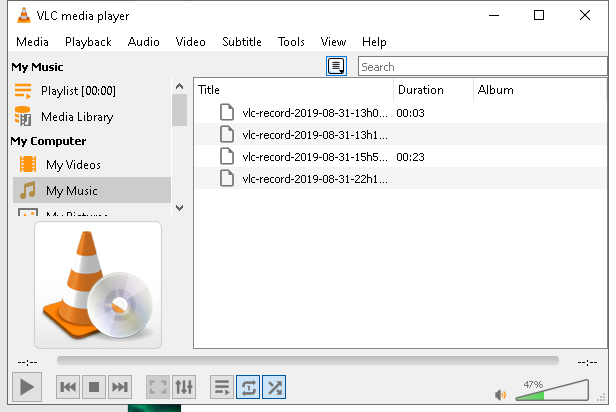 VLC media player
Media Playback Audio Video Subtitle Tools View Help
My Music
Search
Playlist [00:00]
Media Library
My Computer
My Videos
My Music
My Pictures
Title Duration Album
vlc-record-2019-08-31-13h0... 00:03
vlc-record-2019-08-31-13h1...
vlc-record-2019-08-31-15h5... 00:23
vlc-record-2019-08-31-22h1...
--:-- --:--
47%